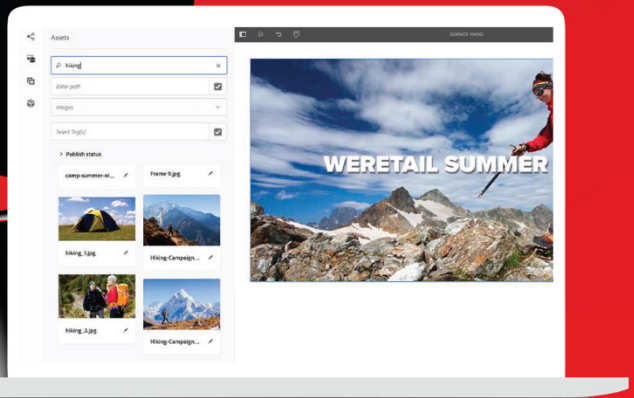 Assets
hiking
Enter path
Images
Select Tag(s)
Publish status
camp-summer-ni...
Frame 9.jpg
hiking_1.jpg
Hiking-Campaign...
hiking_3.jpg
Hiking-Campaign...
WERETAIL SUMMER